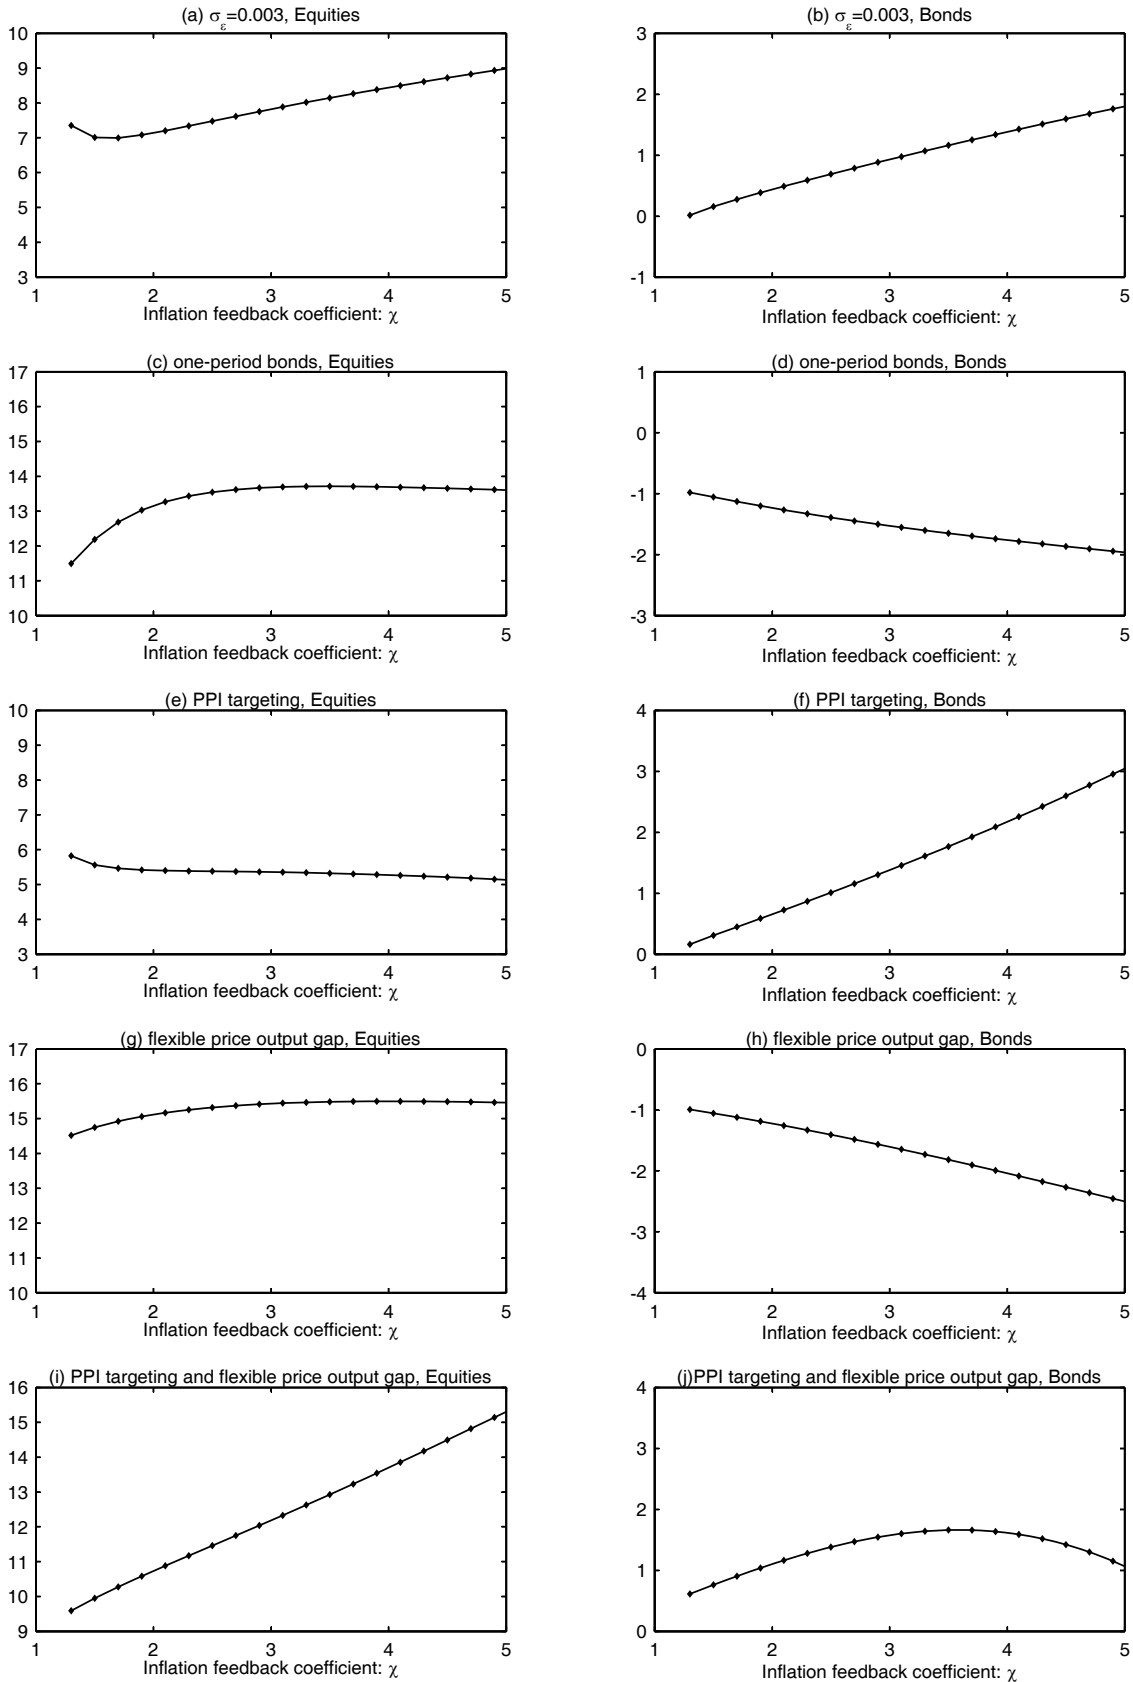 (a) σε=0.003, Equities
10
9
8
7
6
5
4
3
1 2 3 4 5
Inflation feedback coefficient: χ
(b) σε=0.003, Bonds
3
2
1
0
-1
1 2 3 4 5
Inflation feedback coefficient: χ
(c) one-period bonds, Equities
17
16
15
14
13
12
11
10
1 2 3 4 5
Inflation feedback coefficient: χ
(d) one-period bonds, Bonds
1
0
-1
-2
-3
1 2 3 4 5
Inflation feedback coefficient: χ
(e) PPI targeting, Equities
10
9
8
7
6
5
4
3
1 2 3 4 5
Inflation feedback coefficient: χ
(f) PPI targeting, Bonds
4
3
2
1
0
1 2 3 4 5
Inflation feedback coefficient: χ
(g) flexible price output gap, Equities
17
16
15
14
13
12
11
10
1 2 3 4 5
Inflation feedback coefficient: χ
(h) flexible price output gap, Bonds
0
-1
-2
-3
-4
1 2 3 4 5
Inflation feedback coefficient: χ
(i) PPI targeting and flexible price output gap, Equities
16
15
14
13
12
11
10
9
1 2 3 4 5
Inflation feedback coefficient: χ
(j)PPI targeting and flexible price output gap, Bonds
4
3
2
1
0
1 2 3 4 5
Inflation feedback coefficient: χ